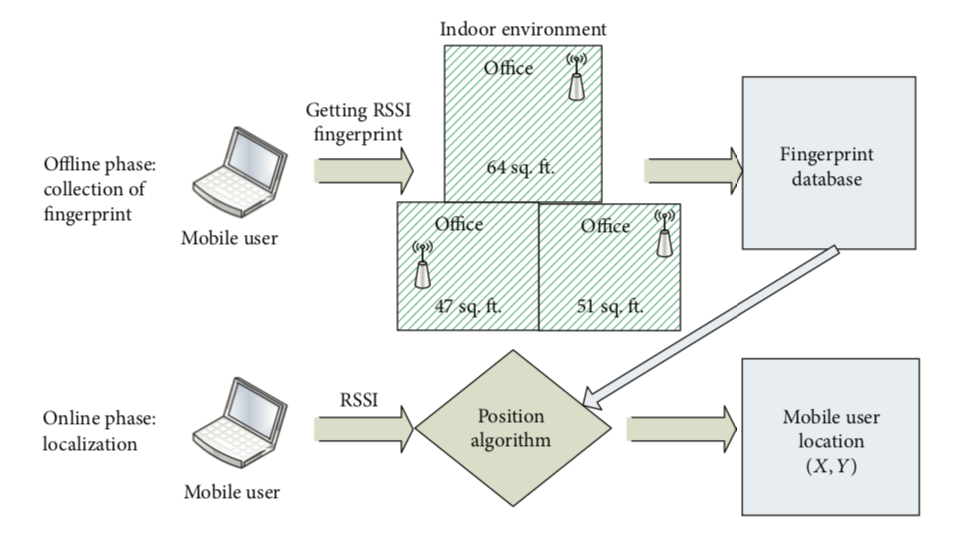 Indoor environment
Office
64 sq. ft.
Getting RSSI
fingerprint
Offline phase:
collection of
fingerprint
Mobile user
Office
47 sq. ft.
Office
51 sq. ft.
Fingerprint
database
Online phase:
localization
Mobile user
RSSI
Position
algorithm
Mobile user
location
(X, Y)